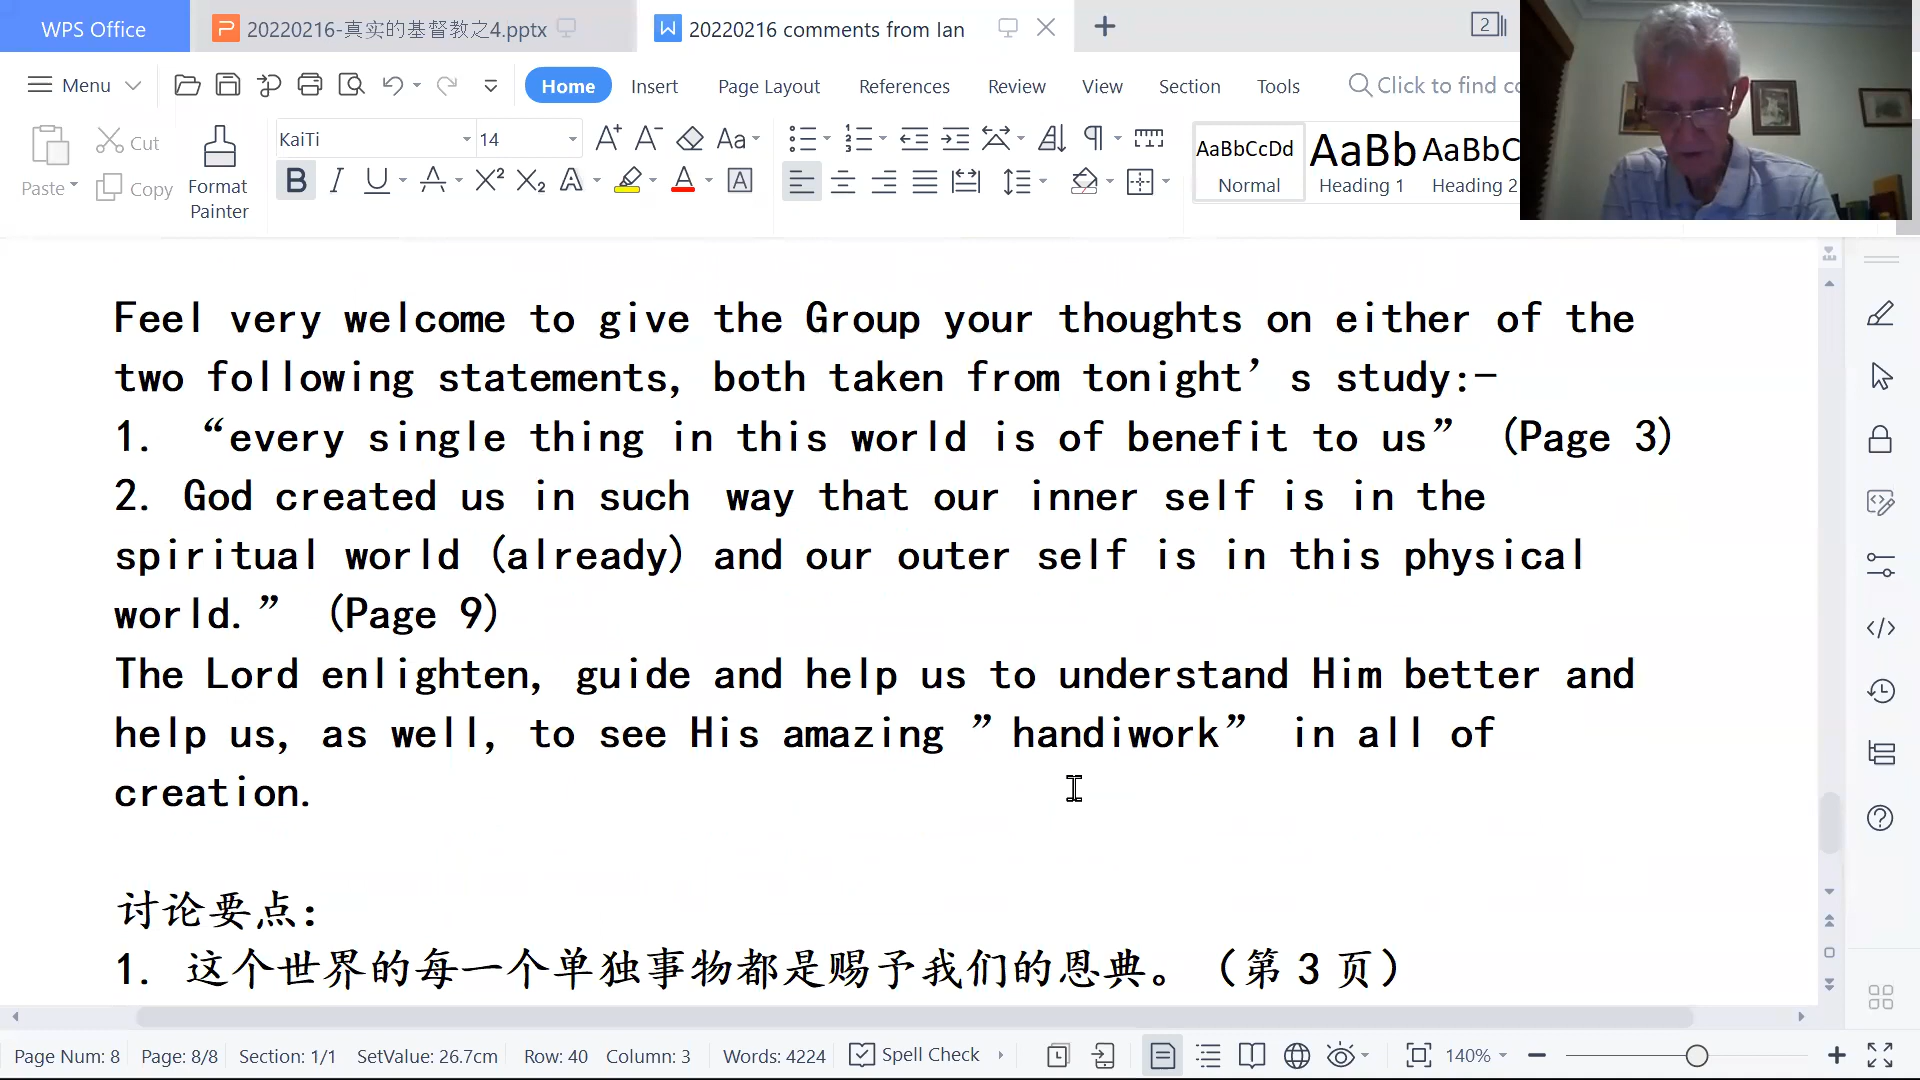 WPS Office
20220216-真实的基督教之4.pptx
20220216 comments from Ian
2
Menu
Home
Insert
Page Layout
References
Review
View
Section
Tools
Click to find co
Paste
Cut
Copy
Format
Painter
KaiTi
14
AaBbCcDd
Normal
AaBb
Heading 1
AaBbC
Heading 2
Feel very welcome to give the Group your thoughts on either of the
two following statements, both taken from tonight’s study:-
1. “every single thing in this world is of benefit to us” (Page 3)
2. God created us in such way that our inner self is in the
spiritual world (already) and our outer self is in this physical
world.” (Page 9)
The Lord enlighten, guide and help us to understand Him better and
help us, as well, to see His amazing ”handiwork” in all of
creation.
讨论要点：
1. 这个世界的每一个单独事物都是赐予我们的恩典。（第 3 页）
Page Num: 8
Page: 8/8
Section: 1/1
SetValue: 26.7cm
Row: 40
Column: 3
Words: 4224
Spell Check
140%